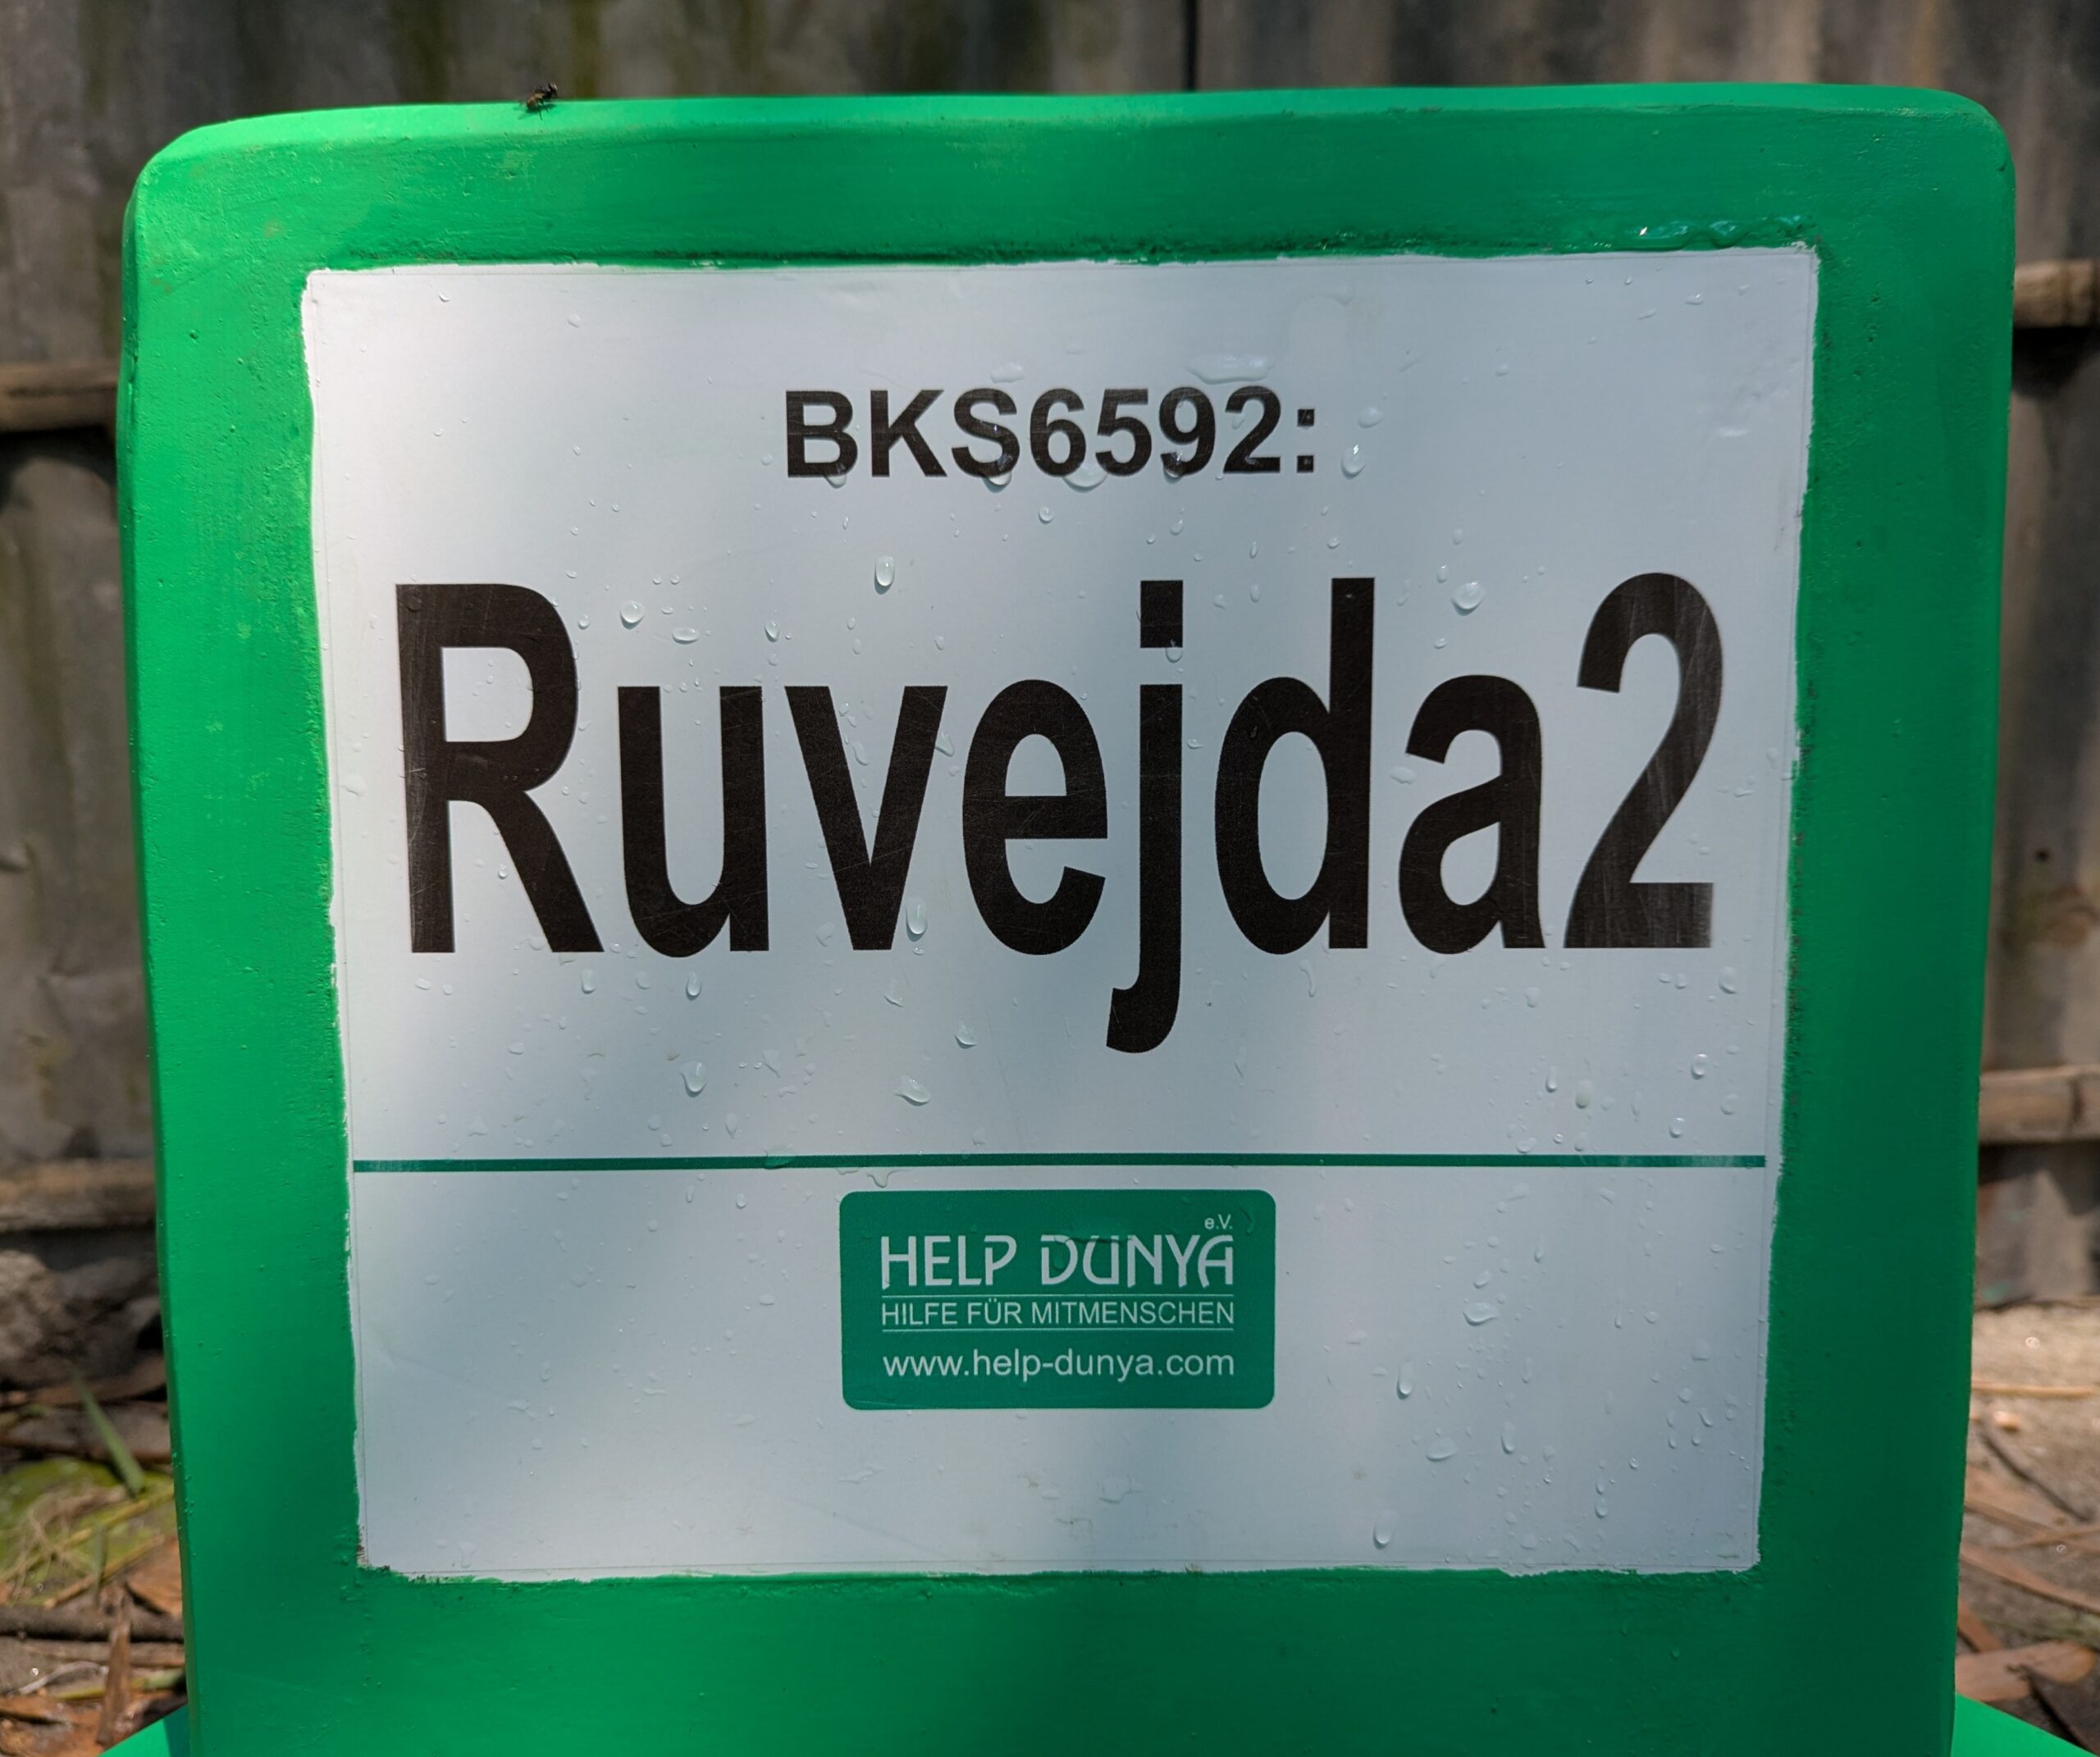 BKS6592:
Ruvejda2
e.V.
HELP DUNYA
HILFE FÜR MITMENSCHEN
www.help-dunya.com